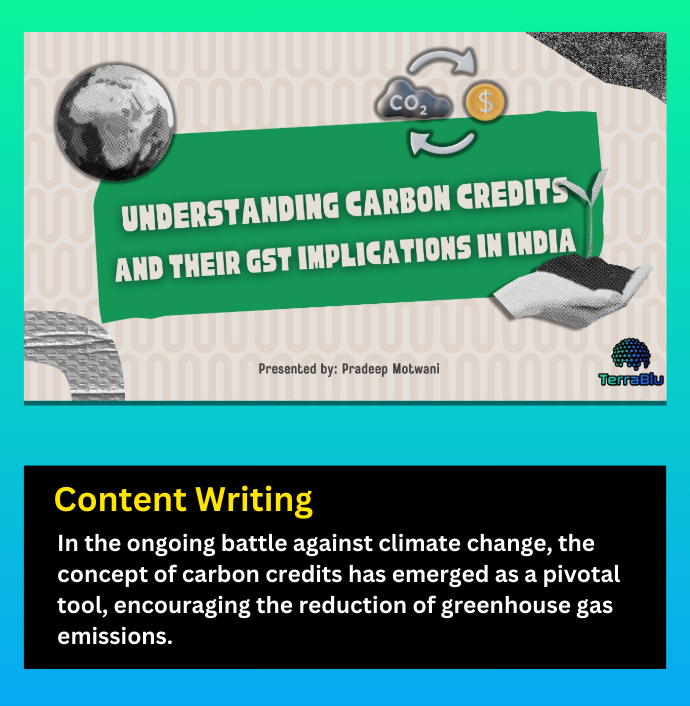 CO₂
$
UNDERSTANDING CARBON CREDITS
AND THEIR GST IMPLICATIONS IN INDIA
Presented by: Pradeep Motwani
TerraBlu
Content Writing
In the ongoing battle against climate change, the
concept of carbon credits has emerged as a pivotal
tool, encouraging the reduction of greenhouse gas
emissions.